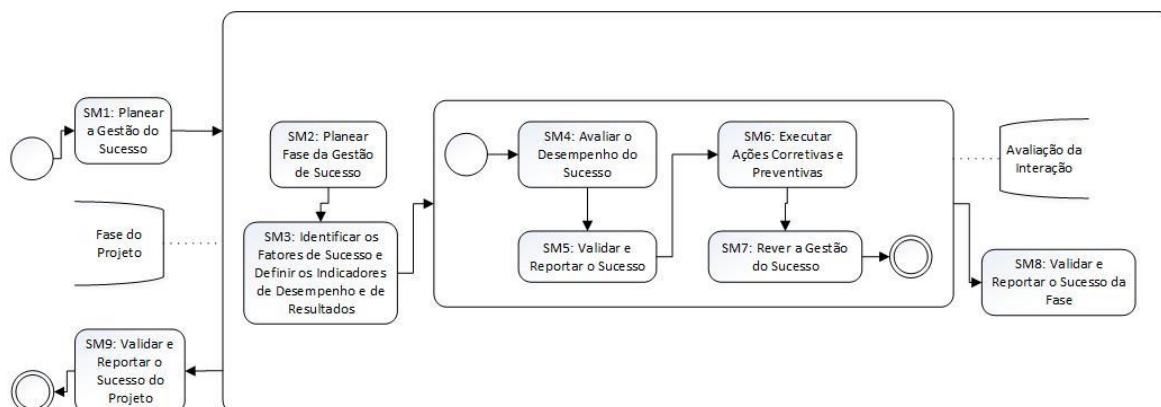 SM1: Planear
a Gestão do
Sucesso
Fase do
Projeto
SM9: Validar e
Reportar o
Sucesso do
Projeto
SM2: Planear
Fase da Gestão
de Sucesso
SM3: Identificar os
Fatores de Sucesso e
Definir os Indicadores
de Desempenho e de
Resultados
SM4: Avaliar o
Desempenho do
Sucesso
SM5: Validar e
Reportar o Sucesso
SM6: Executar
Ações Corretivas e
Preventivas
SM7: Rever a Gestão
do Sucesso
Avaliação da
Interação
SM8: Validar e
Reportar o Sucesso da
Fase